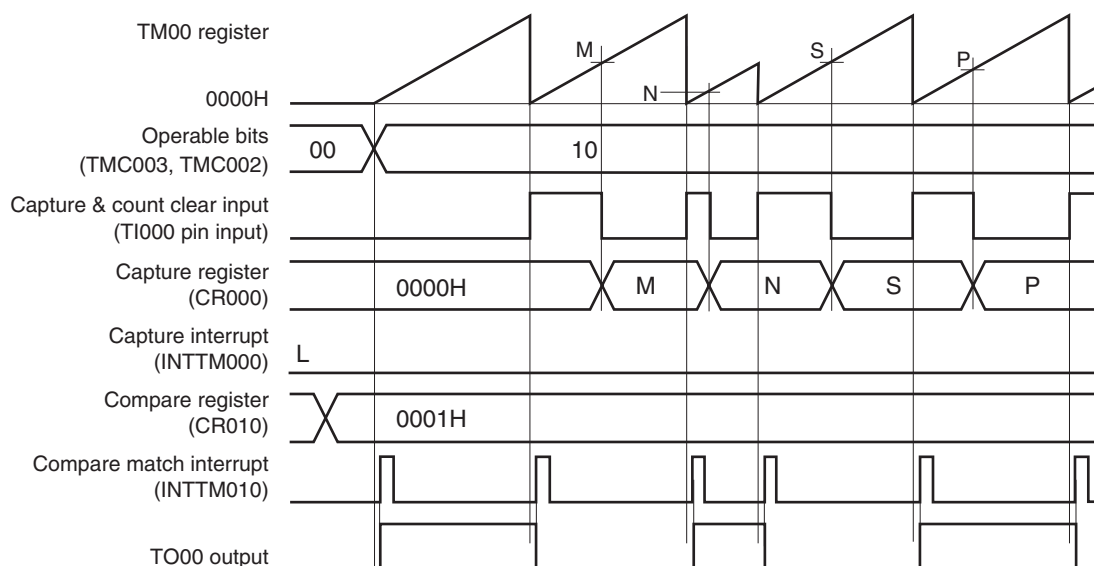 TM00 register
M
S
P
N
0000H
Operable bits
(TMC003, TMC002)
00
10
Capture & count clear input
(TI000 pin input)
Capture register
(CR000)
0000H
M
N
S
P
Capture interrupt
(INTTM000)
L
Compare register
(CR010)
0001H
Compare match interrupt
(INTTM010)
TO00 output